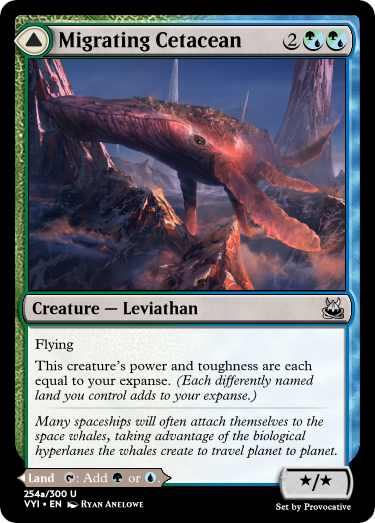 Migrating Cetacean 2
Creature — Leviathan
Flying
This creature's power and toughness are each
equal to your expanse. (Each differently named
land you control adds to your expanse.)
Many spaceships will often attach themselves to the
space whales, taking advantage of the biological
hyperlanes the whales create to travel planet to planet.
Land : Add or .
★/★
254a/300 U
VYI • EN Ryan Anelowe
Set by Provocative